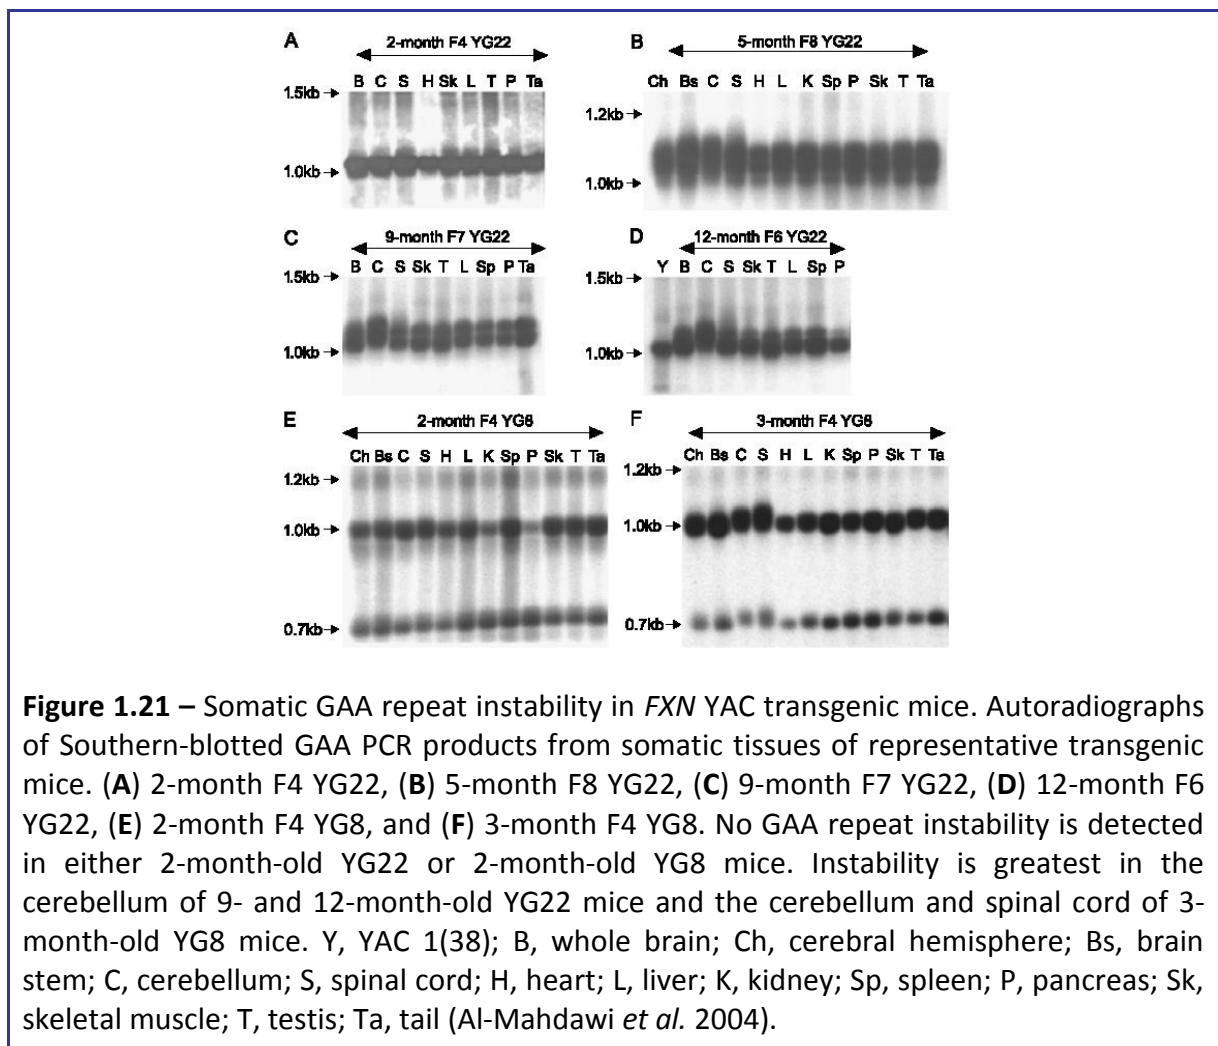 A
2-month F4 YG22
B C S H Sk L T P Ta
1.5kb
1.0kb
B
5-month F8 YG22
Ch Bs C S H L K Sp P Sk T Ta
1.2kb
1.0kb
C
9-month F7 YG22
B C S Sk T L Sp P Ta
1.5kb
1.0kb
D
12-month F6 YG22
Y B C S Sk T L Sp P
1.5kb
1.0kb
E
2-month F4 YG8
Ch Bs C S H L K Sp P Sk T Ta
1.2kb
1.0kb
0.7kb
F
3-month F4 YG8
Ch Bs C S H L K Sp P Sk T Ta
1.2kb
1.0kb
0.7kb
Figure 1.21 – Somatic GAA repeat instability in FXN YAC transgenic mice. Autoradiographs
of Southern-blotted GAA PCR products from somatic tissues of representative transgenic
mice. (A) 2-month F4 YG22, (B) 5-month F8 YG22, (C) 9-month F7 YG22, (D) 12-month F6
YG22, (E) 2-month F4 YG8, and (F) 3-month F4 YG8. No GAA repeat instability is detected
in either 2-month-old YG22 or 2-month-old YG8 mice. Instability is greatest in the
cerebellum of 9- and 12-month-old YG22 mice and the cerebellum and spinal cord of 3-
month-old YG8 mice. Y, YAC 1(38); B, whole brain; Ch, cerebral hemisphere; Bs, brain
stem; C, cerebellum; S, spinal cord; H, heart; L, liver; K, kidney; Sp, spleen; P, pancreas; Sk,
skeletal muscle; T, testis; Ta, tail (Al-Mahdawi et al. 2004).